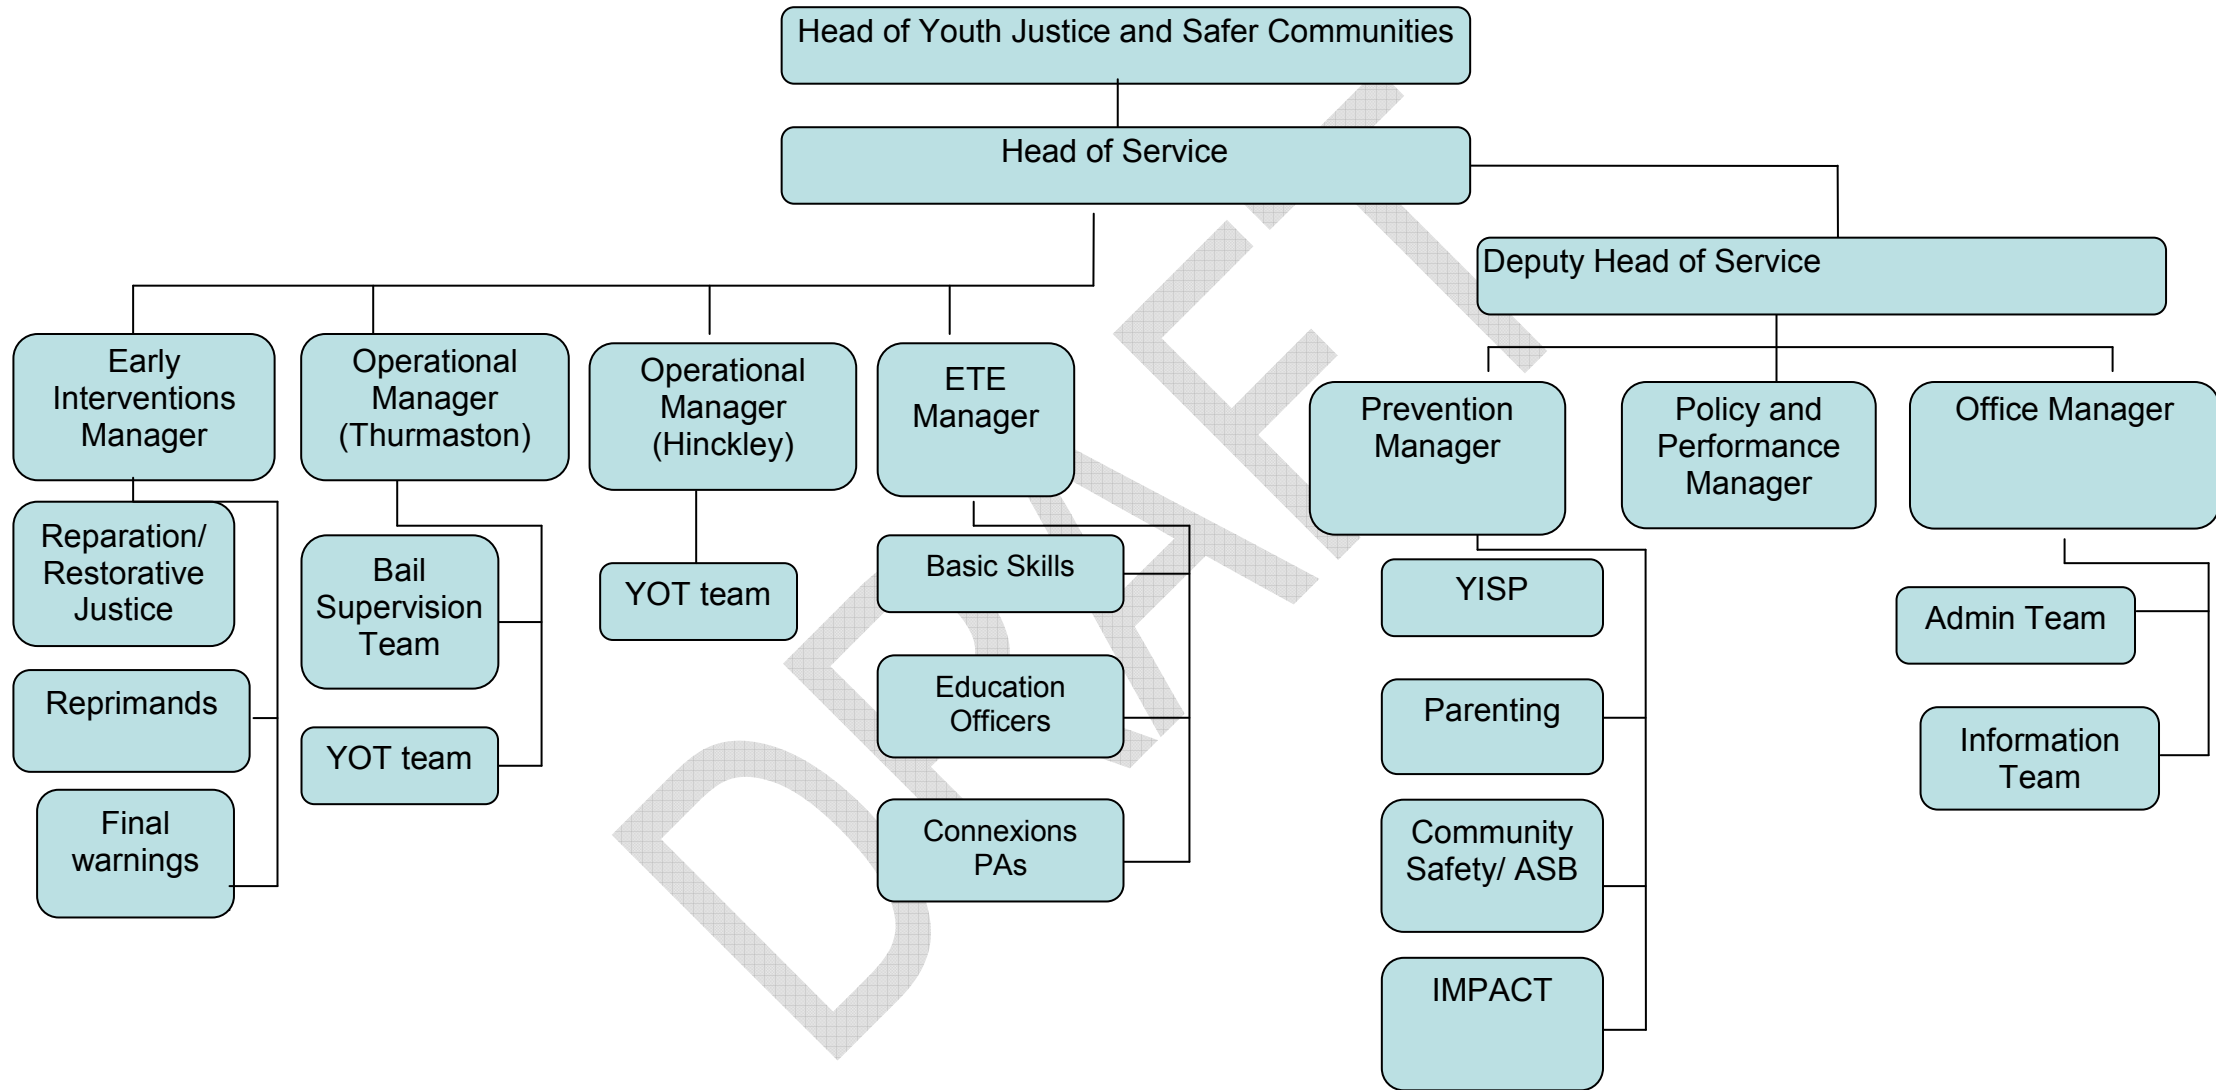 Head of Youth Justice and Safer Communities
Head of Service
Deputy Head of Service
Early
Interventions
Manager
Operational
Manager
(Thurmaston)
Operational
Manager
(Hinckley)
ETE
Manager
Prevention
Manager
Policy and
Performance
Manager
Office Manager
Reparation/
Restorative
Justice
Reprimands
Final
warnings
Bail
Supervision
Team
YOT team
YOT team
Basic Skills
Education
Officers
Connexions
PAs
YISP
Parenting
Community
Safety/ ASB
IMPACT
Admin Team
Information
Team
DRAFT